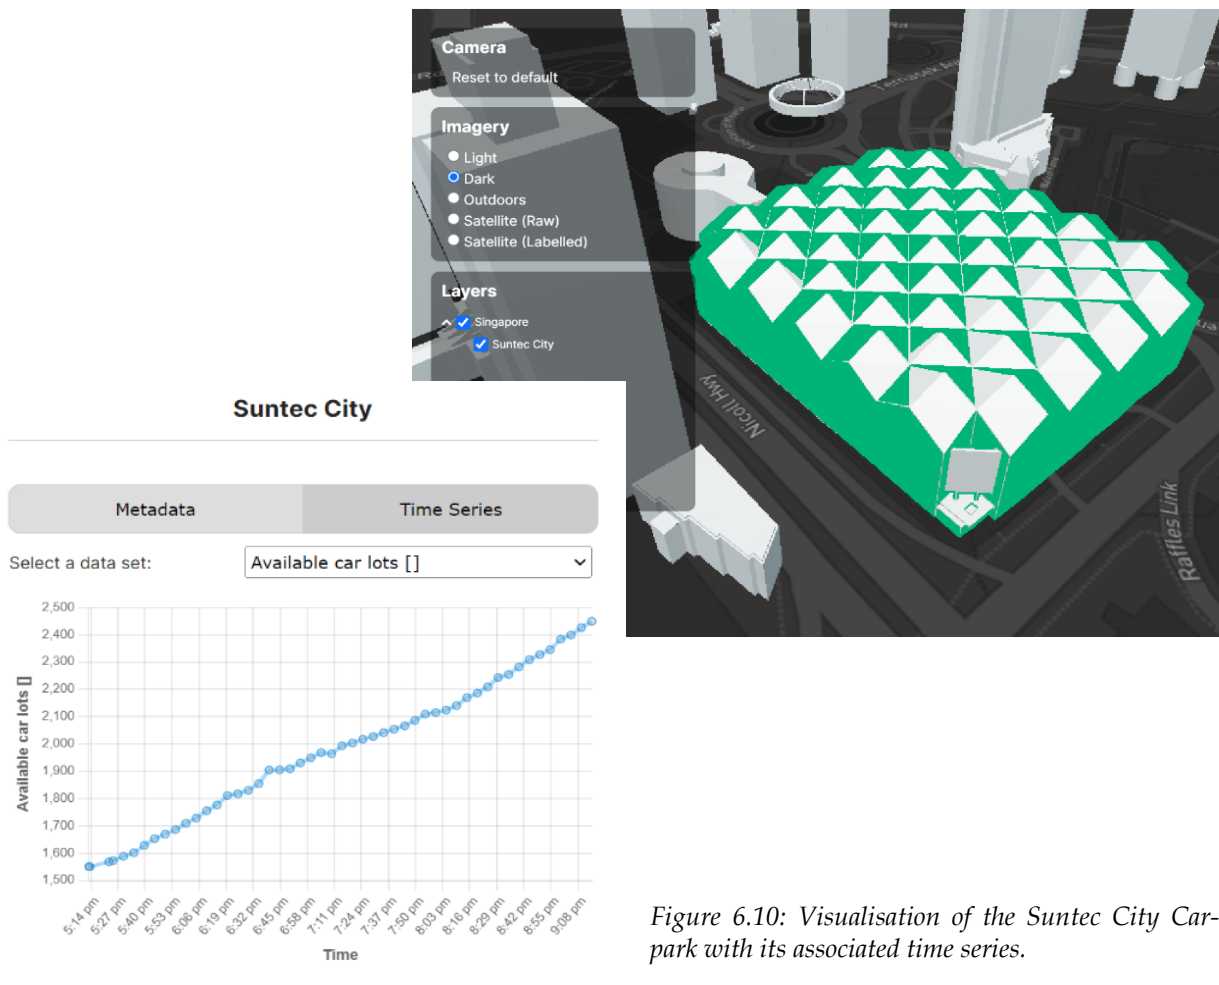 Camera
Reset to default
Imagery
Light
Dark
Outdoors
Satellite (Raw)
Satellite (Labelled)
Layers
Singapore
Suntec City
Nicoll Hwy
Raffles Link
Suntec City
Metadata
Time Series
Select a data set:
Available car lots []
Available car lots []
2,500
2,400
2,300
2,200
2,100
2,000
1,900
1,800
1,700
1,600
1,500
5:14 pm
5:27 pm
5:40 pm
5:53 pm
6:06 pm
6:19 pm
6:32 pm
6:45 pm
6:58 pm
7:11 pm
7:24 pm
7:37 pm
7:50 pm
8:03 pm
8:16 pm
8:29 pm
8:42 pm
8:55 pm
9:08 pm
Time
Figure 6.10: Visualisation of the Suntec City Car-
park with its associated time series.